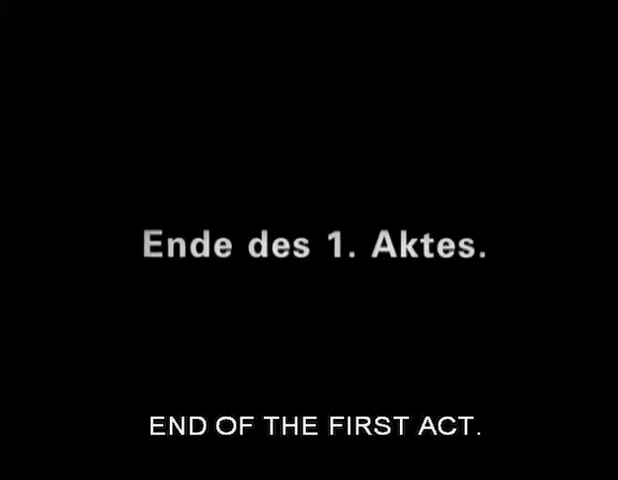 Ende des 1. Aktes.
END OF THE FIRST ACT.